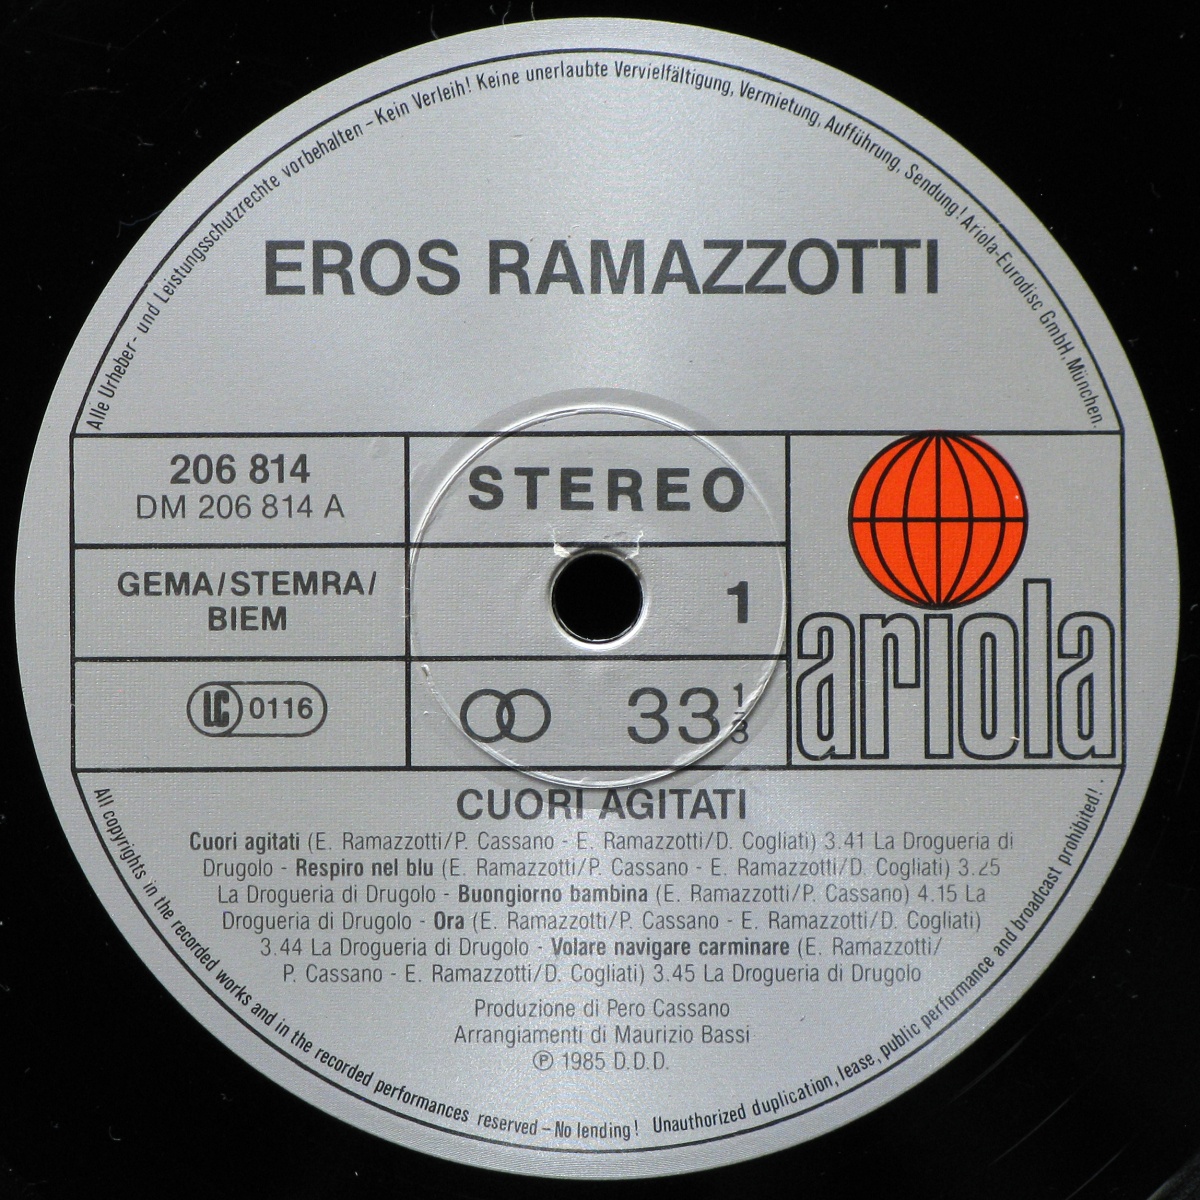 Alle Urheber- und Leistungsschutzrechte vorbehalten – Kein Verleih! Keine unerlaubte Vervielfältigung, Vermietung, Aufführung, Sendung! Ariola-Eurodisc GmbH, München.
EROS RAMAZZOTTI
206 814
DM 206 814 A
STEREO
GEMA/STEMRA/
BIEM
1
LC 0116
33 1/3
ariola
CUORI AGITATI
Cuori agitati (E. Ramazzotti/P. Cassano - E. Ramazzotti/D. Cogliati) 3.41 La Drogueria di
Drugolo - Respiro nel blu (E. Ramazzotti/P. Cassano - E. Ramazzotti/D. Cogliati) 3.25
La Drogueria di Drugolo - Buongiorno bambina (E. Ramazzotti/P. Cassano) 4.15 La
Drogueria di Drugolo - Ora (E. Ramazzotti/P. Cassano - E. Ramazzotti/D. Cogliati)
3.44 La Drogueria di Drugolo - Volare navigare carminare (E. Ramazzotti/
P. Cassano - E. Ramazzotti/D. Cogliati) 3.45 La Drogueria di Drugolo
Produzione di Pero Cassano
Arrangiamenti di Maurizio Bassi
℗ 1985 D.D.D.
All copyrights in the recorded works and in the recorded performances reserved – No lending! Unauthorized duplication, lease, public performance and broadcast prohibited!